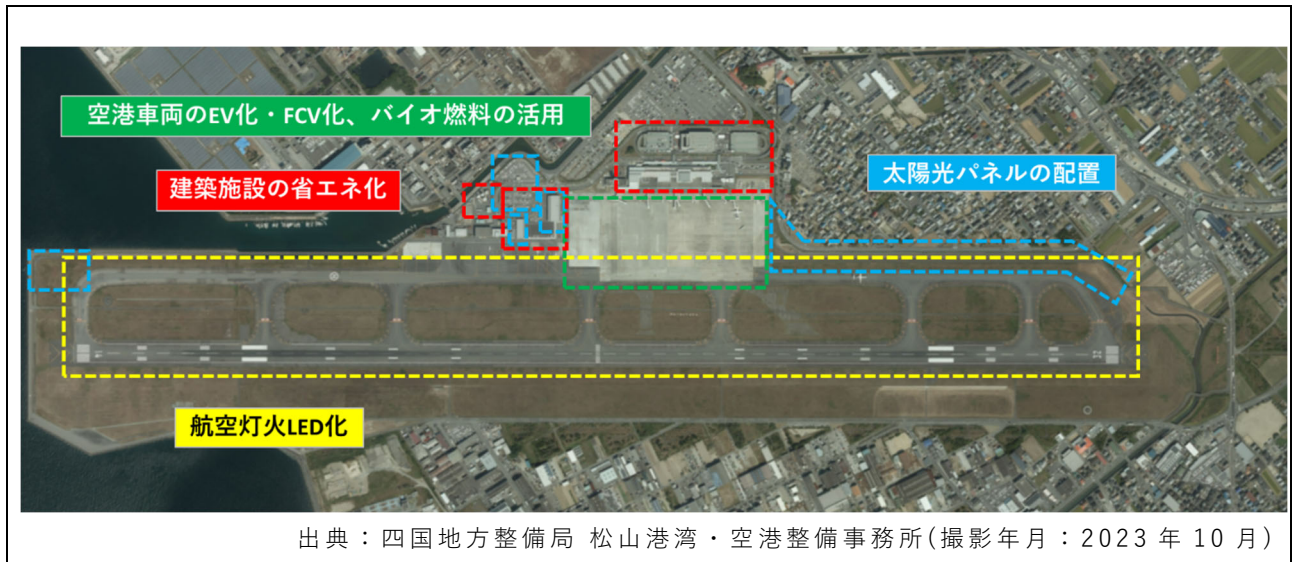 空港車両のEV化・FCV化、バイオ燃料の活用
建築施設の省エネ化
太陽光パネルの配置
航空灯火LED化
出典：四国地方整備局 松山港湾・空港整備事務所(撮影年月：2023年10月)